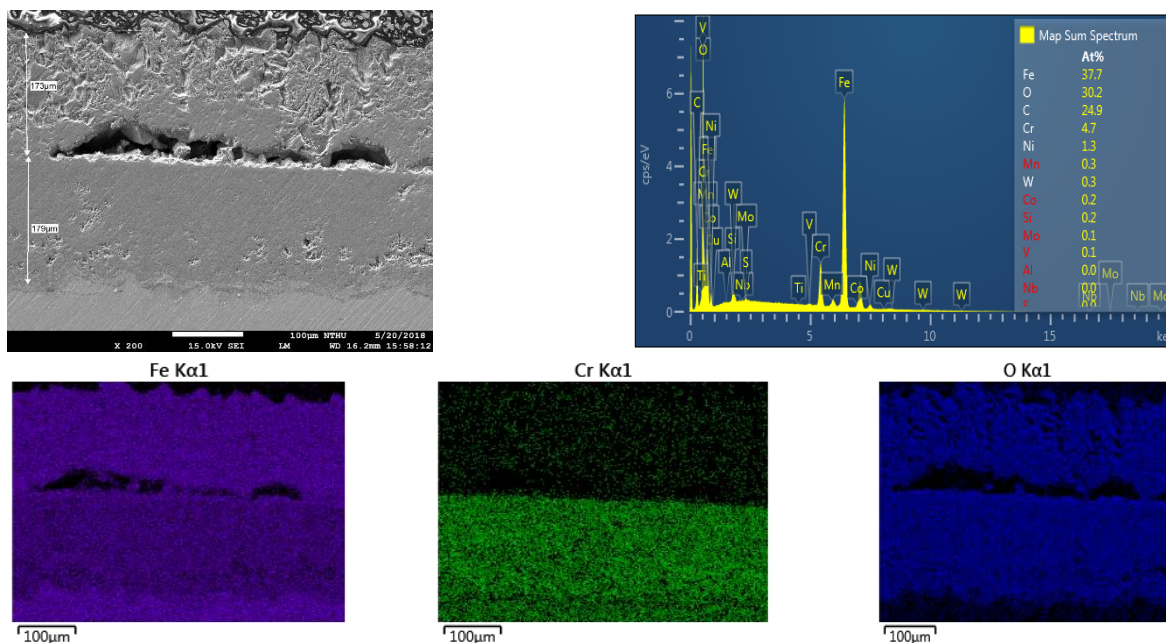 173µm
179µm
100µm NTHU 5/20/2018
X 200 15.0kV SEI LM WD 16.2mm 15:58:12
Map Sum Spectrum
At%
Fe 37.7
O 30.2
C 24.9
Cr 4.7
Ni 1.3
Mn 0.3
W 0.3
Co 0.2
Si 0.2
Mo 0.1
V 0.1
Al 0.0
Nb 0.0
cps/eV
6
4
2
0
V
O
C
Ni
Fe
W
Mo
Al
S
Ti
V
Cr
Fe
Ti
Mn
Co
Ni
Cu
W
W
W
Mo
Nb
0
5
10
15
Fe Kα1
Cr Kα1
O Kα1
100µm
100µm
100µm